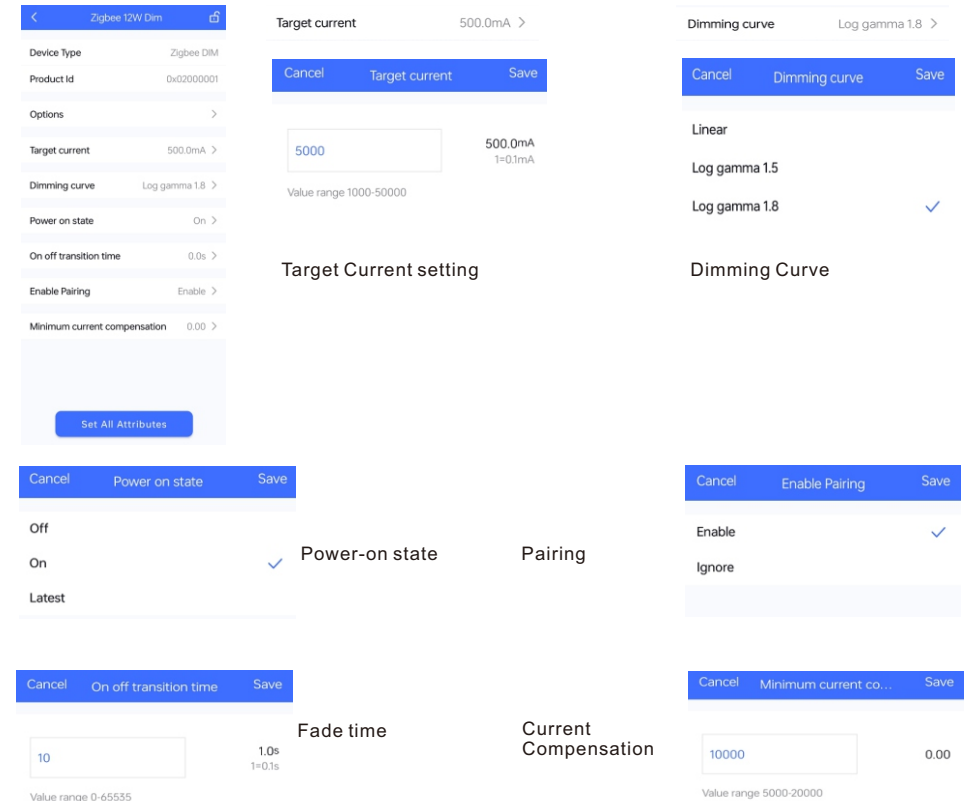 Zigbee 12W Dim
Device Type Zigbee DIM
Product Id 0x02000001
Options
Target current 500.0mA
Dimming curve Log gamma 1.8
Power on state On
On off transition time 0.0s
Enable Pairing Enable
Minimum current compensation 0.00
Set All Attributes
Target current 500.0mA
Cancel Target current Save
5000 500.0mA
1=0.1mA
Value range 1000-50000
Target Current setting
Dimming curve Log gamma 1.8
Cancel Dimming curve Save
Linear
Log gamma 1.5
Log gamma 1.8
Dimming Curve
Cancel Power on state Save
Off
On
Latest
Power-on state
Pairing
Cancel Enable Pairing Save
Enable
Ignore
Cancel On off transition time Save
10 1.0s
1=0.1s
Value range 0-65535
Fade time
Current
Compensation
Cancel Minimum current co... Save
10000 0.00
Value range 5000-20000